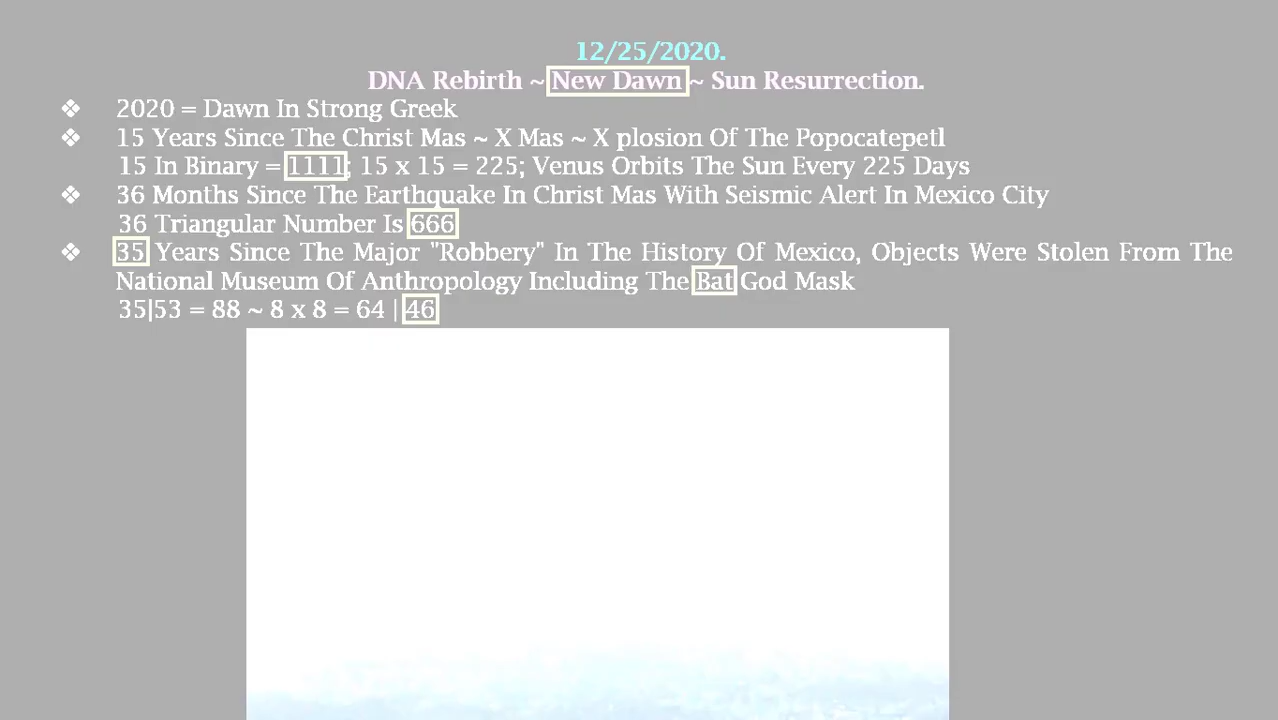 12/25/2020.
DNA Rebirth ~ New Dawn ~ Sun Resurrection.
❖ 2020 = Dawn In Strong Greek
❖ 15 Years Since The Christ Mas ~ X Mas ~ X plosion Of The Popocatepetl
15 In Binary = 1111; 15 x 15 = 225; Venus Orbits The Sun Every 225 Days
❖ 36 Months Since The Earthquake In Christ Mas With Seismic Alert In Mexico City
36 Triangular Number Is 666
❖ 35 Years Since The Major "Robbery" In The History Of Mexico, Objects Were Stolen From The
National Museum Of Anthropology Including The Bat God Mask
35|53 = 88 ~ 8 x 8 = 64 | 46